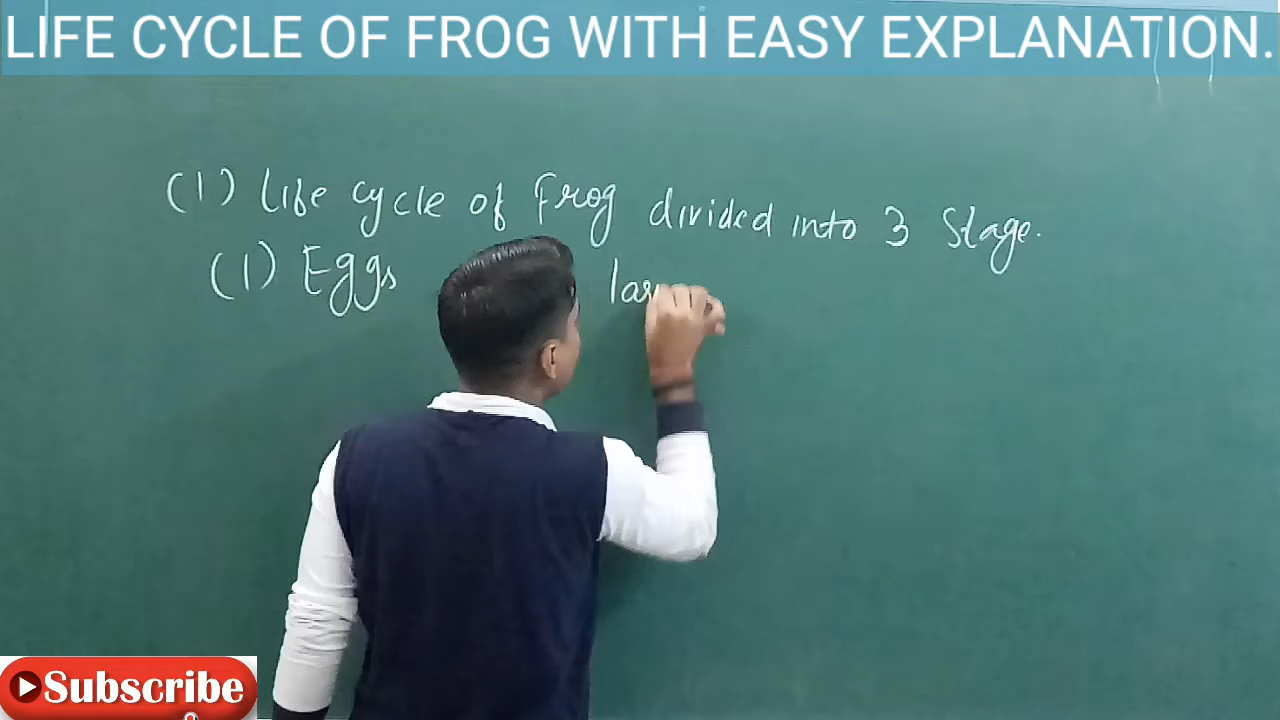 LIFE CYCLE OF FROG WITH EASY EXPLANATION.
(1) Life cycle of Frog divided into 3 Stage.
(1) Eggs lar
Subscribe